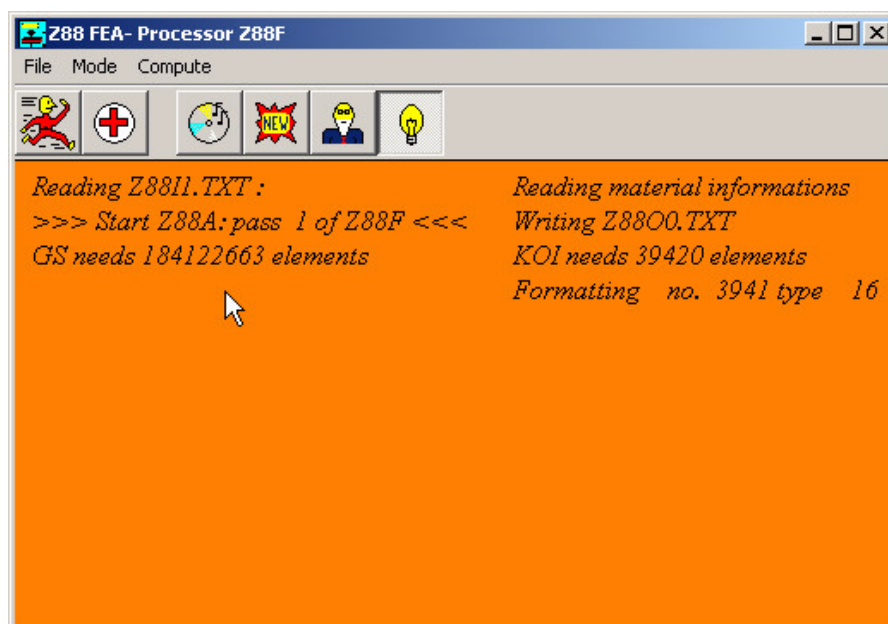 Z88 FEA- Processor Z88F
File Mode Compute
NEW
Reading Z88I1.TXT :
>>> Start Z88A: pass 1 of Z88F <<<
GS needs 184122663 elements
Reading material informations
Writing Z88O0.TXT
KOI needs 39420 elements
Formatting no. 3941 type 16